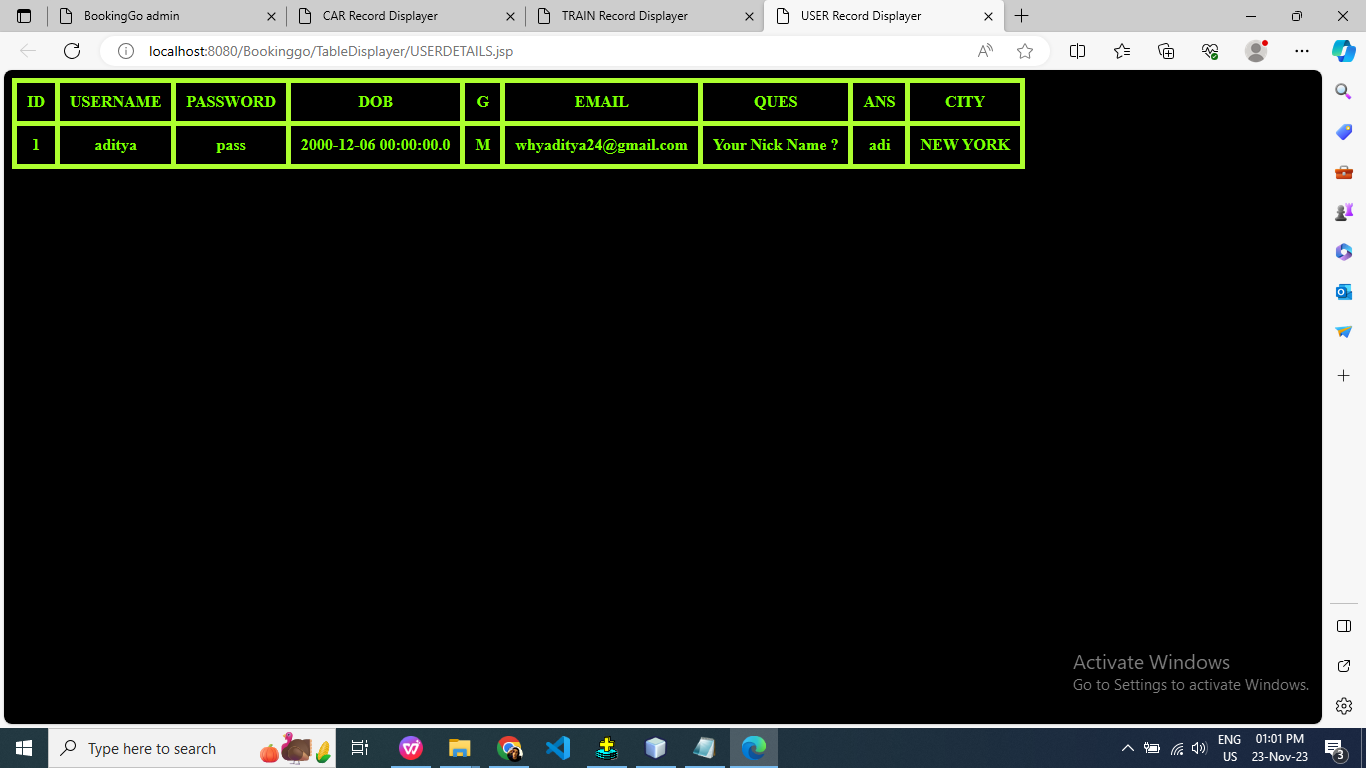 BookingGo admin
CAR Record Displayer
TRAIN Record Displayer
USER Record Displayer
localhost:8080/Bookinggo/TableDisplayer/USERDETAILS.jsp
ID USERNAME PASSWORD DOB G EMAIL QUES ANS CITY
1 aditya pass 2000-12-06 00:00:00.0 M whyaditya24@gmail.com Your Nick Name ? adi NEW YORK
Activate Windows
Go to Settings to activate Windows.
Type here to search
ENG
US
01:01 PM
23-Nov-23
3